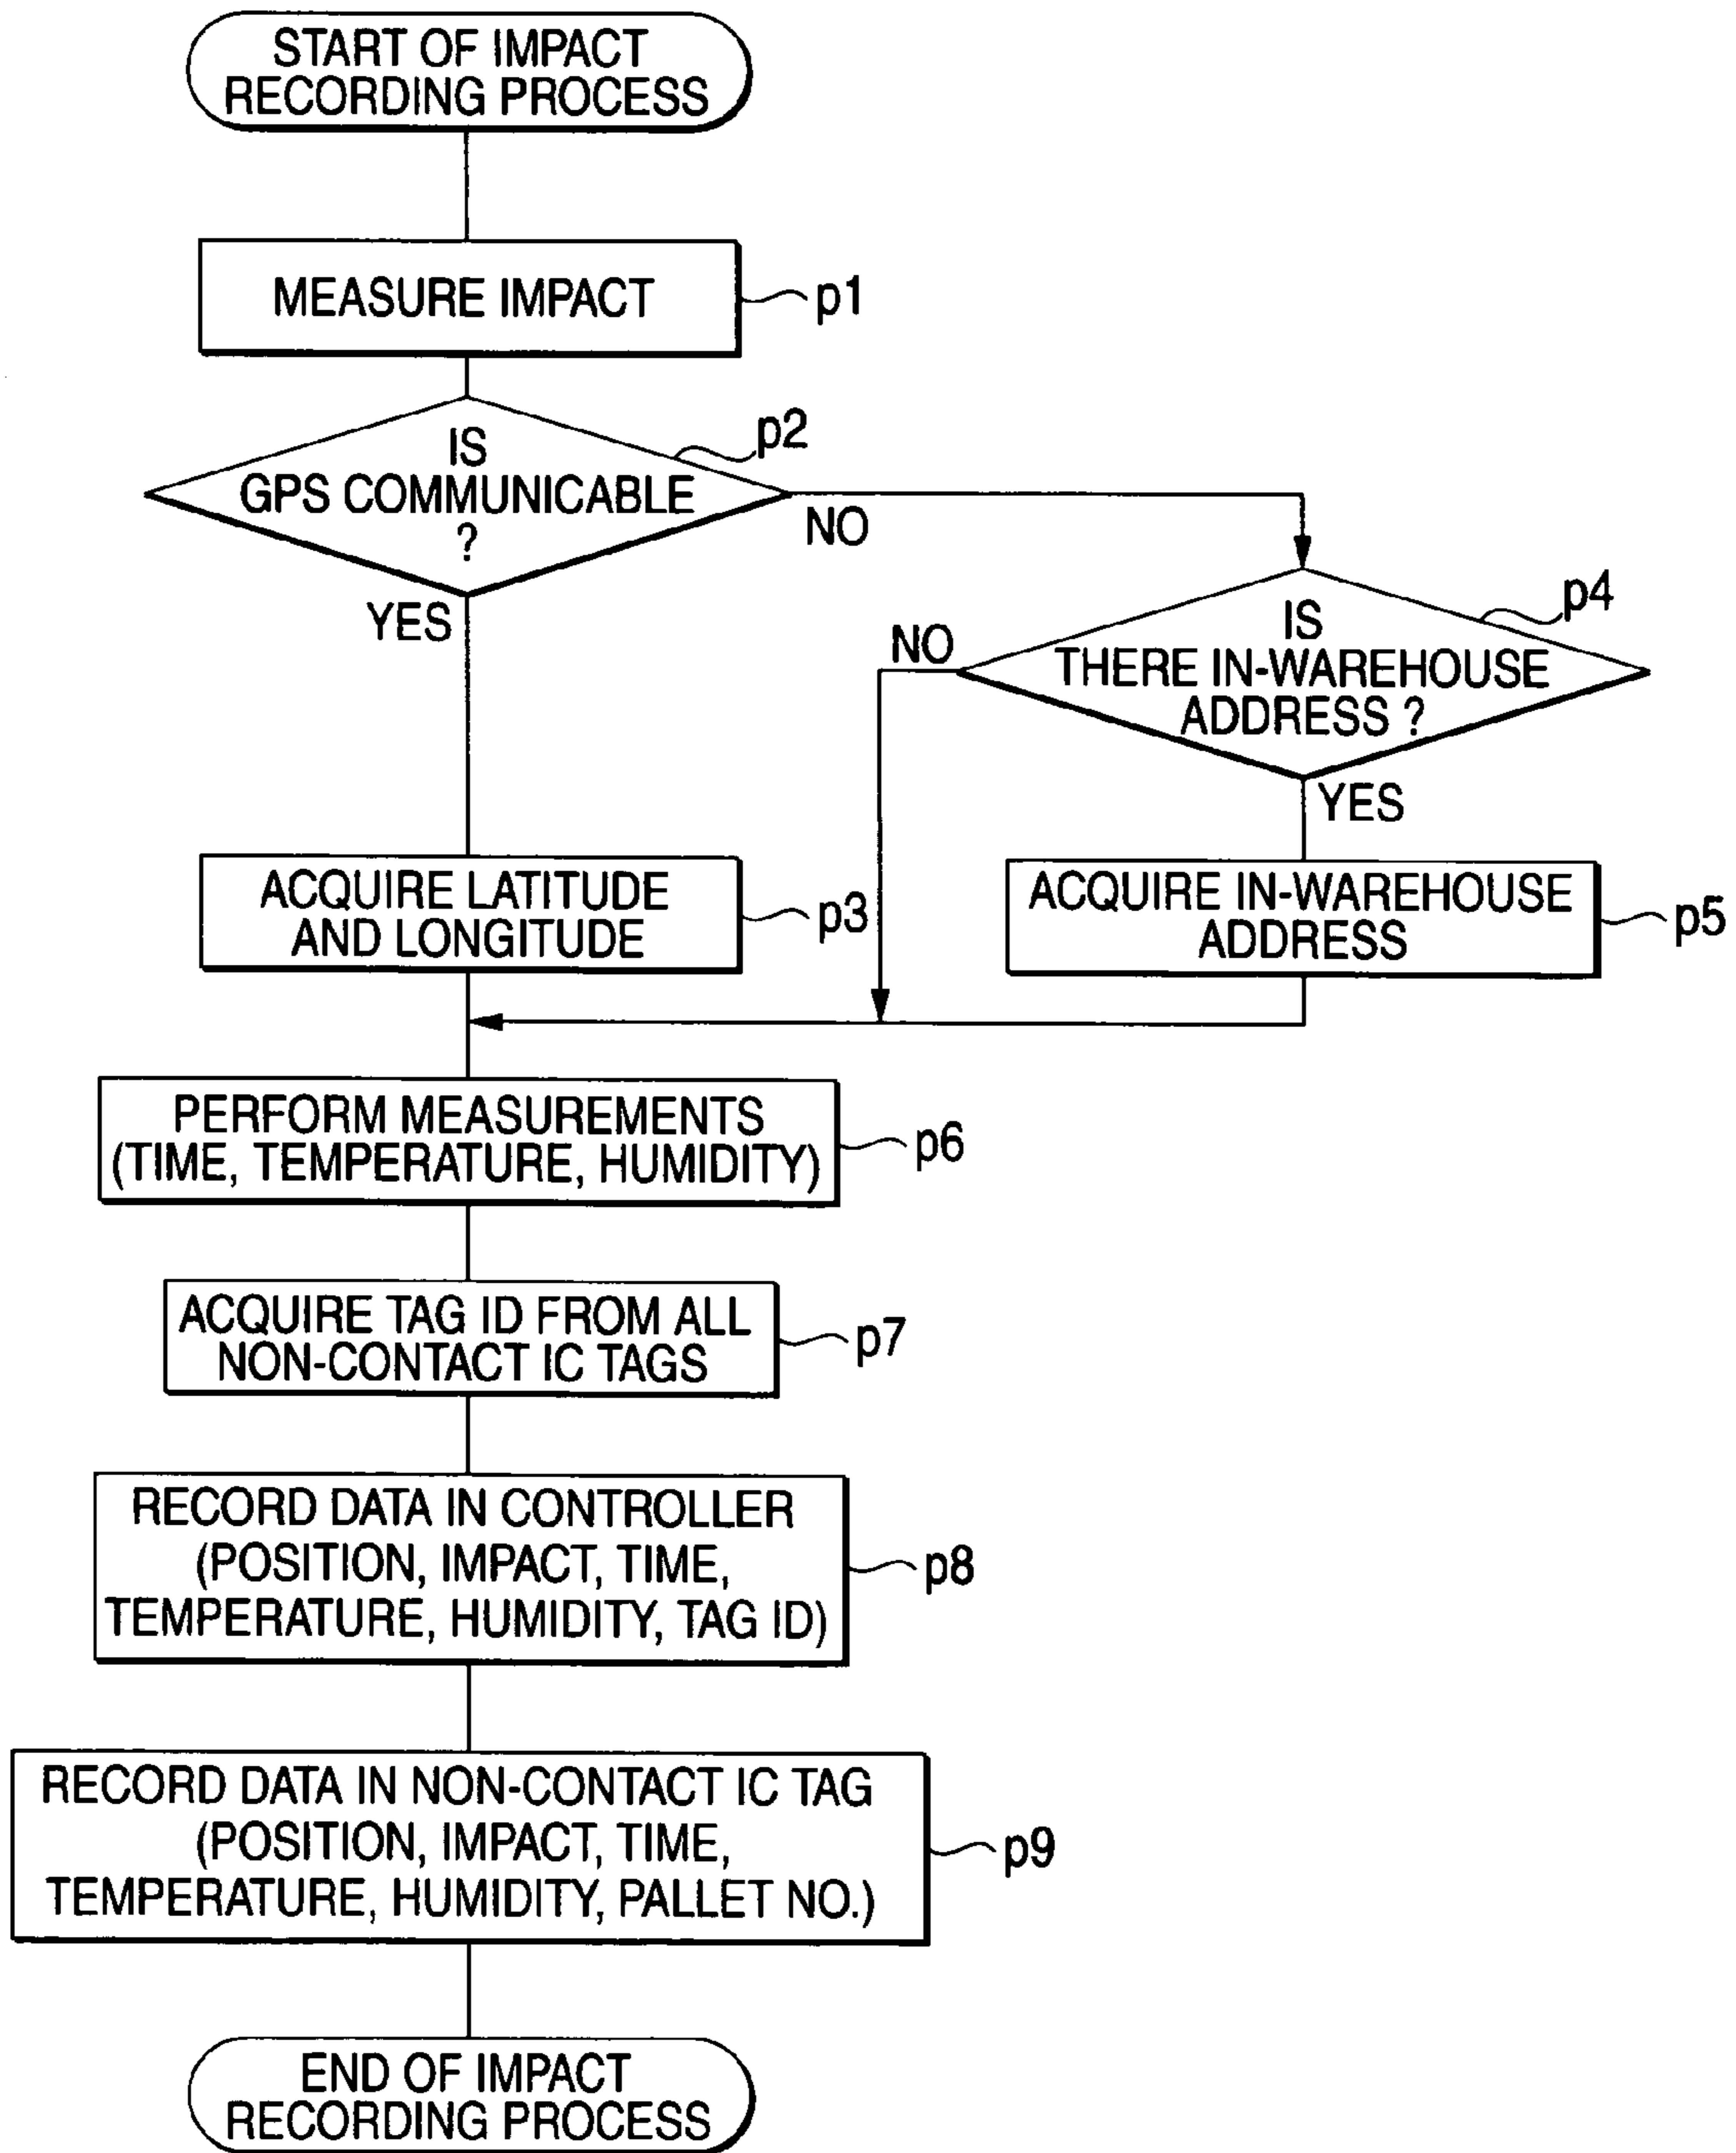 START OF IMPACT
RECORDING PROCESS
MEASURE IMPACT
p1
IS
GPS COMMUNICABLE
?
p2
NO
YES
IS
THERE IN-WAREHOUSE
ADDRESS ?
p4
NO
YES
ACQUIRE LATITUDE
AND LONGITUDE
p3
ACQUIRE IN-WAREHOUSE
ADDRESS
p5
PERFORM MEASUREMENTS
(TIME, TEMPERATURE, HUMIDITY)
p6
ACQUIRE TAG ID FROM ALL
NON-CONTACT IC TAGS
p7
RECORD DATA IN CONTROLLER
(POSITION, IMPACT, TIME,
TEMPERATURE, HUMIDITY, TAG ID)
p8
RECORD DATA IN NON-CONTACT IC TAG
(POSITION, IMPACT, TIME,
TEMPERATURE, HUMIDITY, PALLET NO.)
p9
END OF IMPACT
RECORDING PROCESS